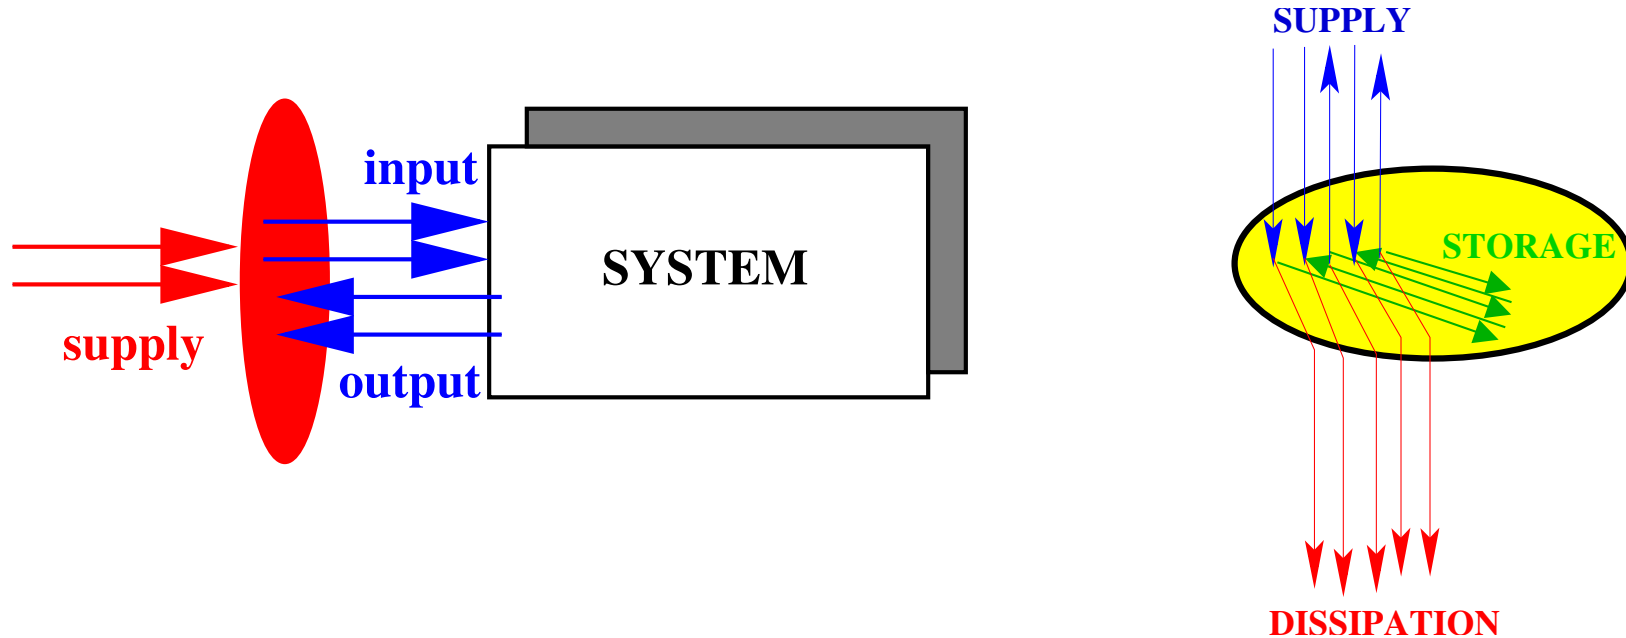 input
SYSTEM
supply
output
SUPPLY
STORAGE
DISSIPATION